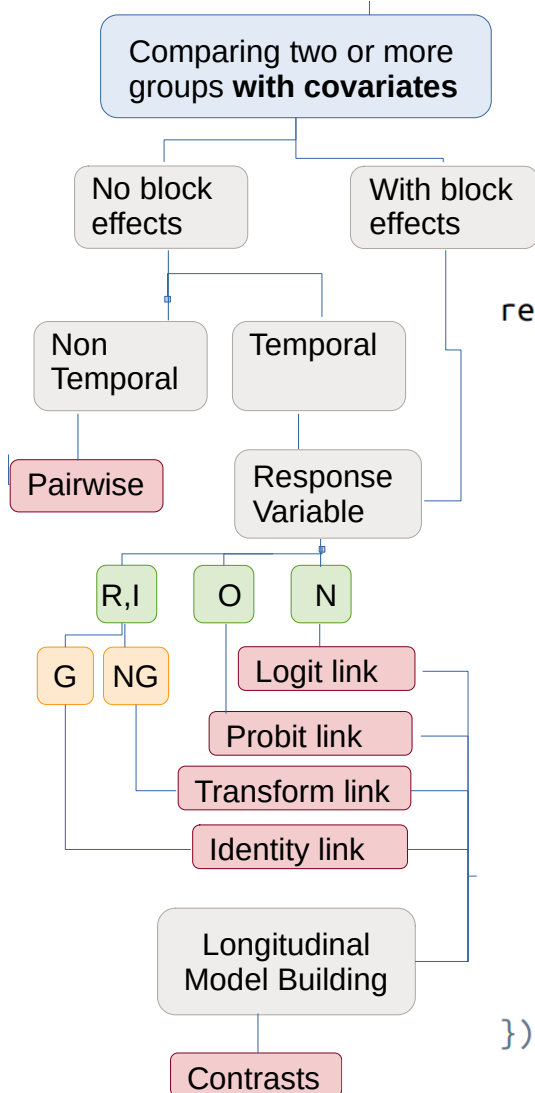 Comparing two or more
groups with covariates
No block
effects
With block
effects
re
Non
Temporal
Temporal
Pairwise
Response
Variable
R,I
O
N
G
NG
Logit link
Probit link
Transform link
Identity link
Longitudinal
Model Building
})
Contrasts